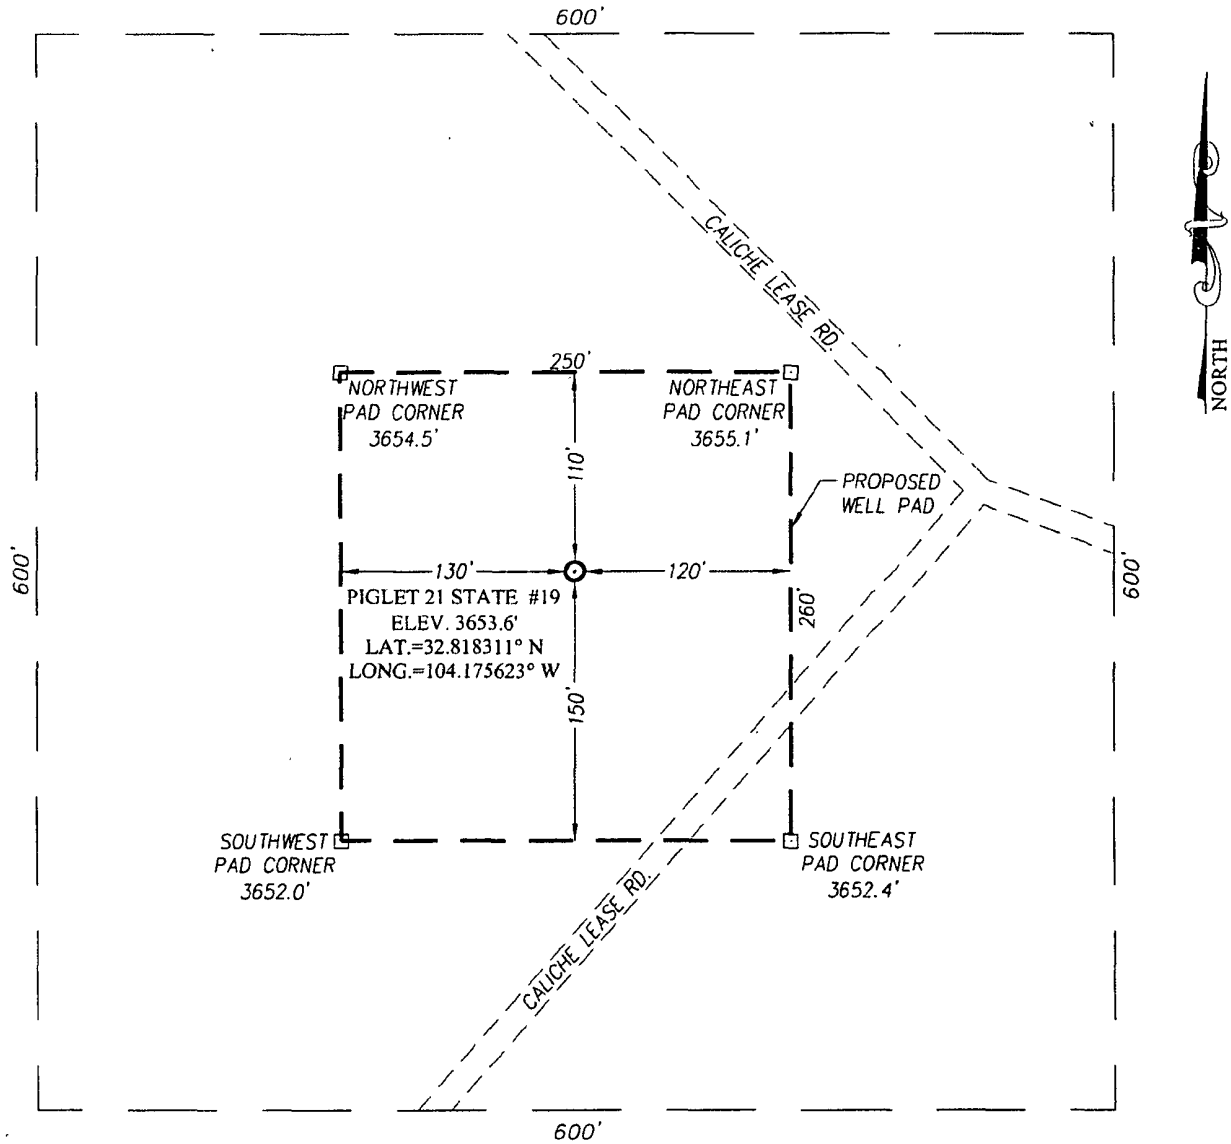 600'
CALICHE LEASE RD.
NORTH
250'
NORTHWEST
PAD CORNER
3654.5'
NORTHEAST
PAD CORNER
3655.1'
110'
PROPOSED
WELL PAD
600'
130'
120'
600'
PIGLET 21 STATE #19
ELEV. 3653.6'
LAT.=32.818311° N
LONG.=104.175623° W
260'
150'
SOUTHWEST
PAD CORNER
3652.0'
SOUTHEAST
PAD CORNER
3652.4'
CALICHE LEASE RD.
600'